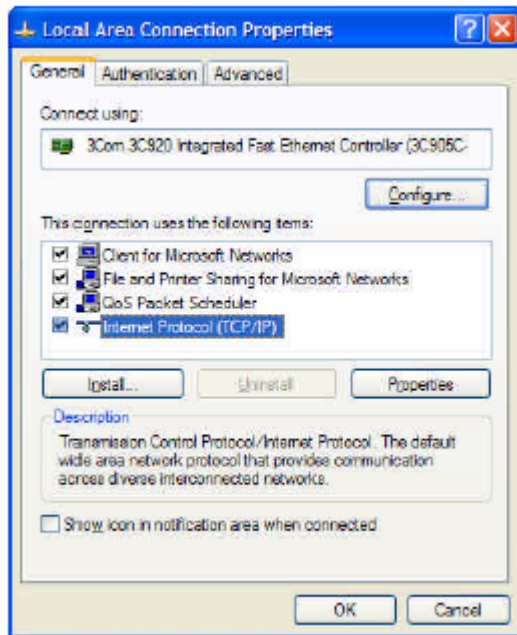 Local Area Connection Properties
General Authentication Advanced
Connect using:
3Com 3C920 Integrated Fast Ethernet Controller (3C905C-
Configure...
This connection uses the following items:
Client for Microsoft Networks
File and Printer Sharing for Microsoft Networks
QoS Packet Scheduler
Internet Protocol (TCP/IP)
Install... Uninstall Properties
Description
Transmission Control Protocol/Internet Protocol. The default
wide area network protocol that provides communication
across diverse interconnected networks.
Show icon in notification area when connected
OK Cancel